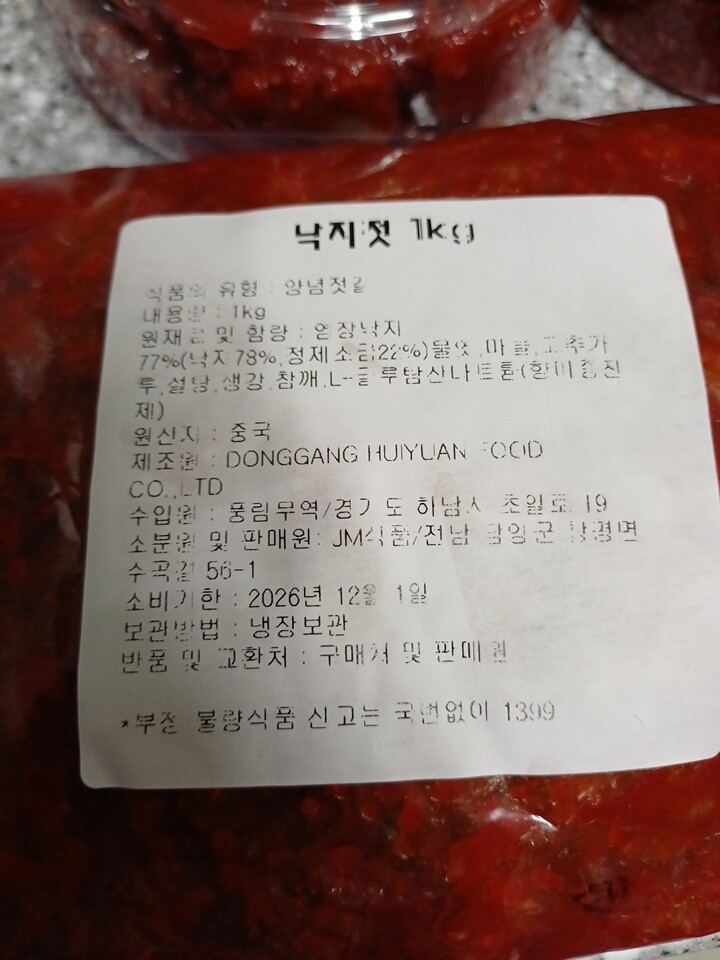 낙지젓 1kg
식품의 유형 : 양념젓갈
내용량 : 1kg
원재료 및 함량 : 염장낙지
77%(낙지78%,정제소금22%)물엿,마늘,고추가
루,설탕,생강,참깨,L-글루탐산나트륨(향미증진
제)
원산지 : 중국
제조원 : DONGGANG HUIYUAN FOOD
CO.,LTD
수입원 : 풍림무역/경기도 하남시 초일로 19
소분원 및 판매원: JM식품/전남 담양군 창평면
수곡길 56-1
소비기한 : 2026년 12월 1일
보관방법 : 냉장보관
반품 및 교환처 : 구매처 및 판매원
*부정 불량식품 신고는 국번없이 1399